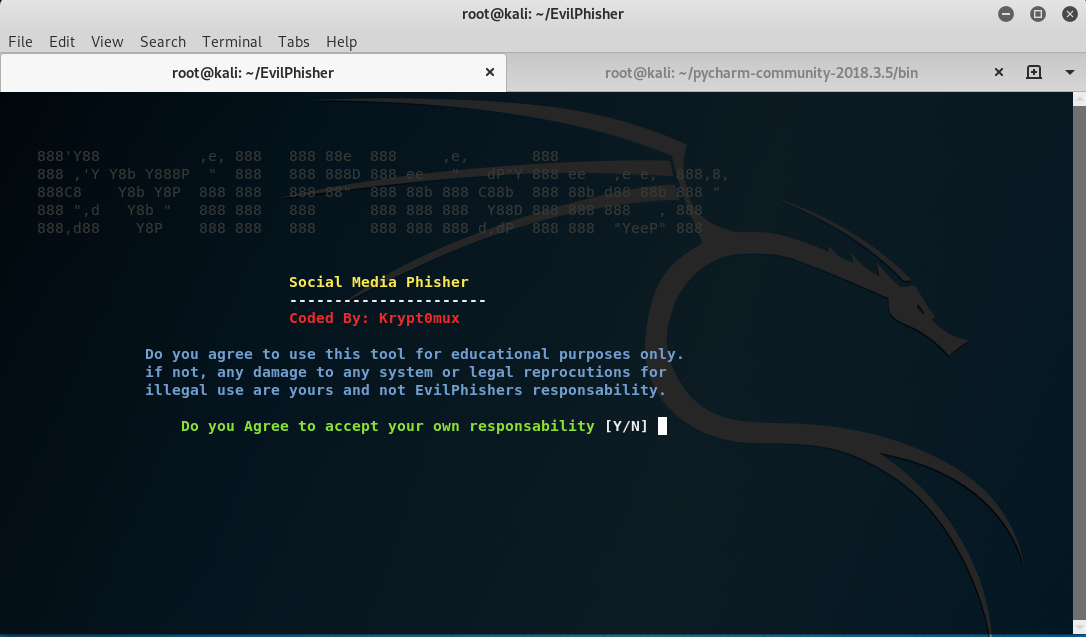 root@kali: ~/EvilPhisher
File Edit View Search Terminal Tabs Help
root@kali: ~/EvilPhisher
root@kali: ~/pycharm-community-2018.3.5/bin
888'Y88           ,e, 888   888 88e  888     ,e,       888
888 ,'Y Y8b Y888P  "  888   888 888D 888 ee   "   dP"Y 888 ee   ,e e,  888,8,
888C8    Y8b Y8P  888 888   888 88"  888 88b 888 C88b  888 88b d88 88b 888 "
888 ",d   Y8b "   888 888   888      888 888 888  Y88D 888 888 888   , 888
888,d88    Y8P    888 888   888      888 888 888 d,dP  888 888  "YeeP" 888
Social Media Phisher
----------------------
Coded By: Krypt0mux
Do you agree to use this tool for educational purposes only.
if not, any damage to any system or legal reprocutions for
illegal use are yours and not EvilPhishers responsability.
Do you Agree to accept your own responsability [Y/N]